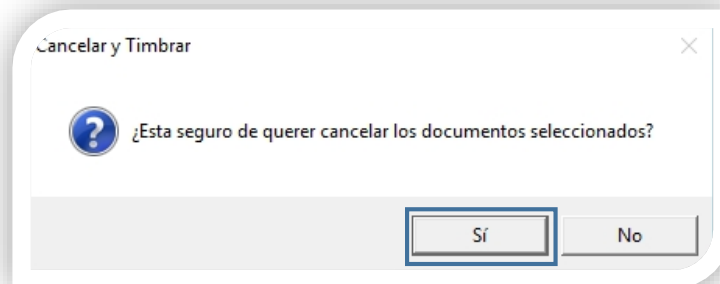 Cancelar y Timbrar
¿Esta seguro de querer cancelar los documentos seleccionados?
Sí No